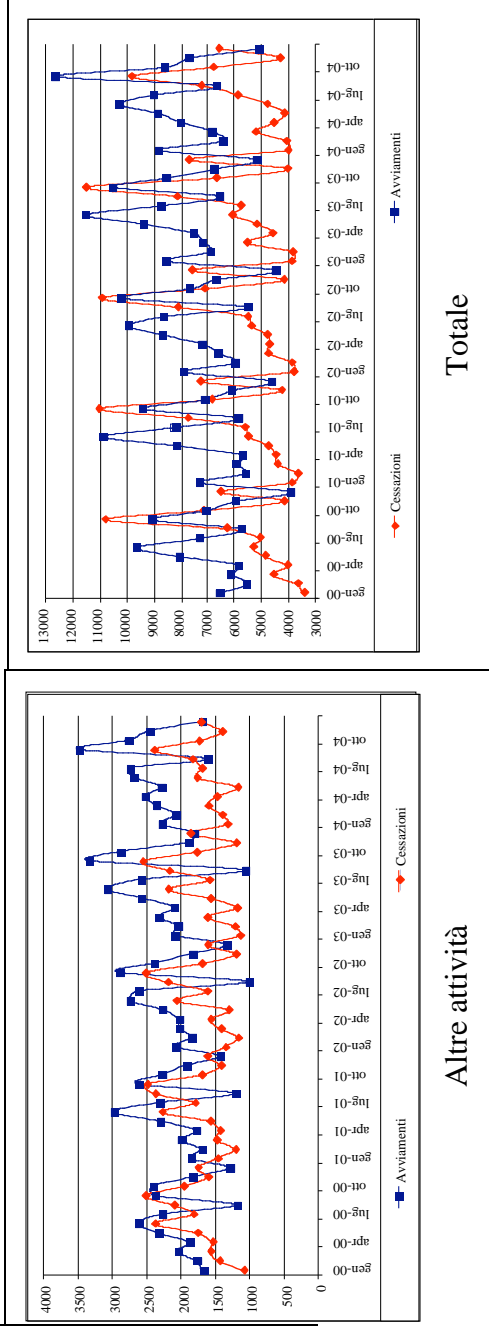 Totale
13000
12000
11000
10000
9000
8000
7000
6000
5000
4000
3000
gen-00
apr-00
lug-00
ott-00
gen-01
apr-01
lug-01
ott-01
gen-02
apr-02
lug-02
ott-02
gen-03
apr-03
lug-03
ott-03
gen-04
apr-04
lug-04
ott-04
Cessazioni
Avviamenti
Altre attività
4000
3500
3000
2500
2000
1500
1000
500
0
gen-00
apr-00
lug-00
ott-00
gen-01
apr-01
lug-01
ott-01
gen-02
apr-02
lug-02
ott-02
gen-03
apr-03
lug-03
ott-03
gen-04
apr-04
lug-04
ott-04
Avviamenti
Cessazioni